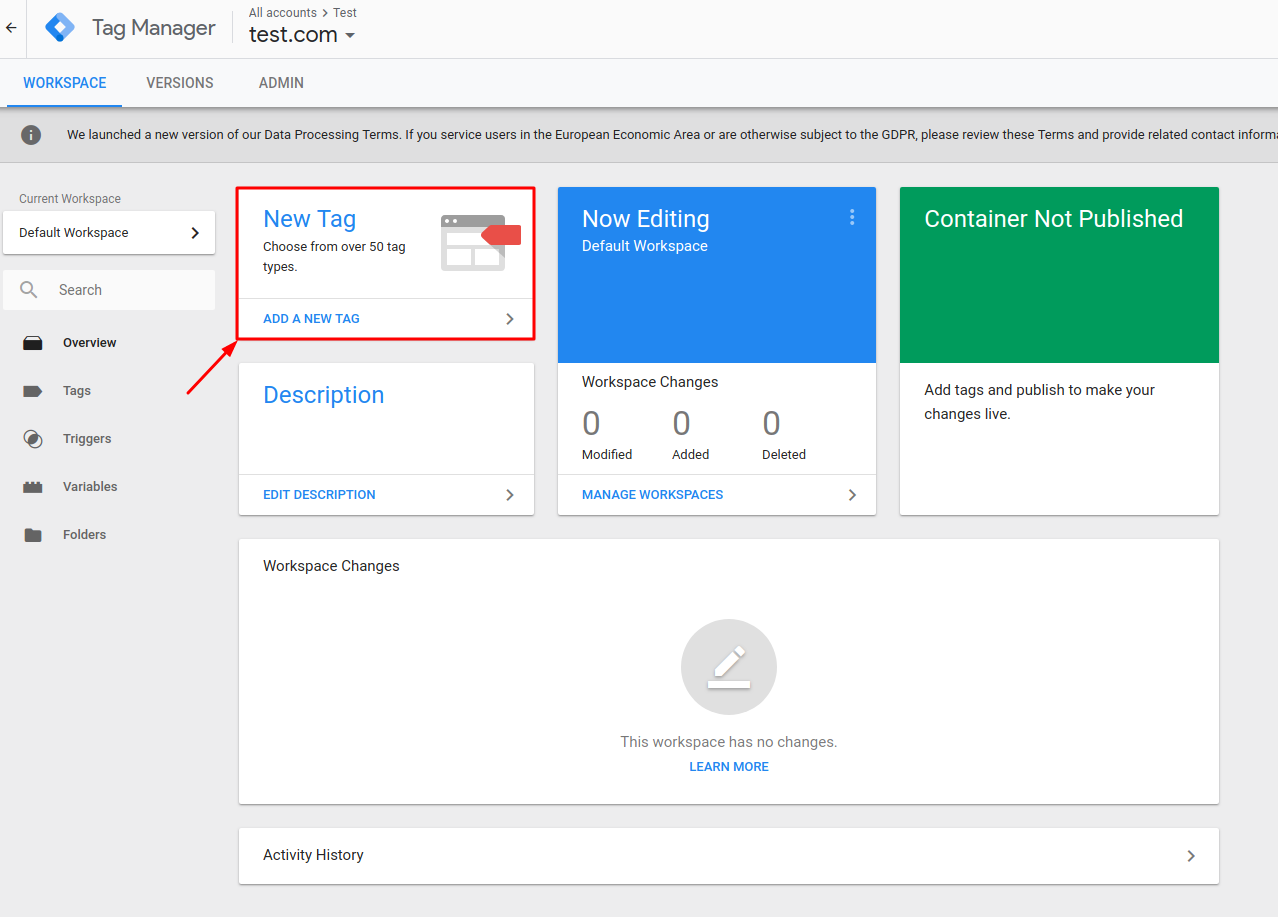 Tag Manager
All accounts > Test
test.com
WORKSPACE
VERSIONS
ADMIN
We launched a new version of our Data Processing Terms. If you service users in the European Economic Area or are otherwise subject to the GDPR, please review these Terms and provide related contact informa
Current Workspace
Default Workspace
Search
Overview
Tags
Triggers
Variables
Folders
New Tag
Choose from over 50 tag
types.
ADD A NEW TAG
Description
EDIT DESCRIPTION
Now Editing
Default Workspace
Workspace Changes
0 0 0
Modified Added Deleted
MANAGE WORKSPACES
Container Not Published
Add tags and publish to make your
changes live.
Workspace Changes
This workspace has no changes.
LEARN MORE
Activity History